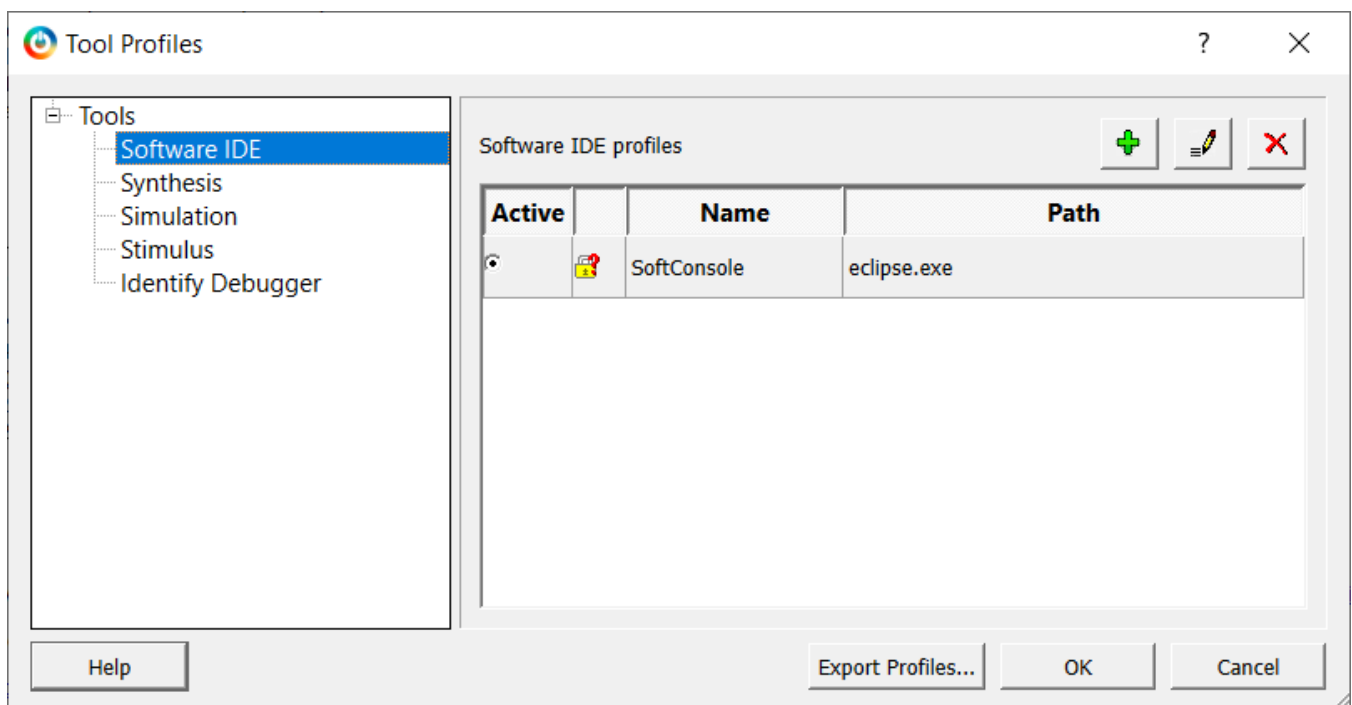 Tool Profiles
?
Tools
Software IDE
Synthesis
Simulation
Stimulus
Identify Debugger
Software IDE profiles
Active Name Path
SoftConsole eclipse.exe
Help Export Profiles... OK Cancel